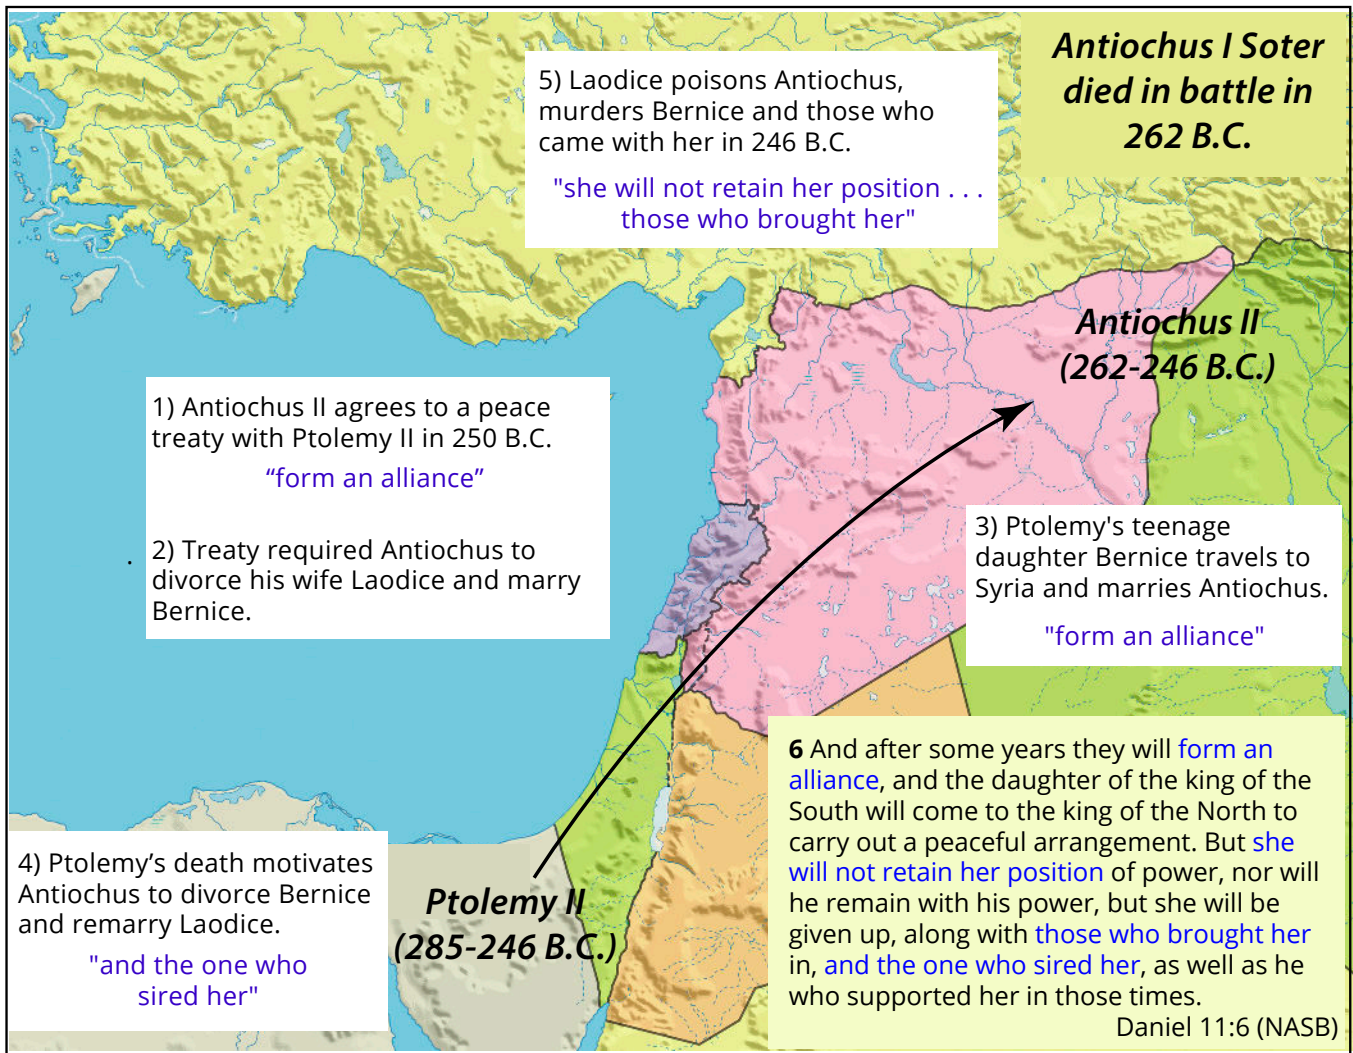 Antiochus I Soter
died in battle in
262 B.C.
5) Laodice poisons Antiochus,
murders Bernice and those who
came with her in 246 B.C.
"she will not retain her position . . .
those who brought her"
Antiochus II
(262-246 B.C.)
1) Antiochus II agrees to a peace
treaty with Ptolemy II in 250 B.C.
“form an alliance”
2) Treaty required Antiochus to
divorce his wife Laodice and marry
Bernice.
3) Ptolemy's teenage
daughter Bernice travels to
Syria and marries Antiochus.
"form an alliance"
4) Ptolemy’s death motivates
Antiochus to divorce Bernice
and remarry Laodice.
"and the one who
sired her"
Ptolemy II
(285-246 B.C.)
6 And after some years they will form an
alliance, and the daughter of the king of the
South will come to the king of the North to
carry out a peaceful arrangement. But she
will not retain her position of power, nor will
he remain with his power, but she will be
given up, along with those who brought her
in, and the one who sired her, as well as he
who supported her in those times.
Daniel 11:6 (NASB)